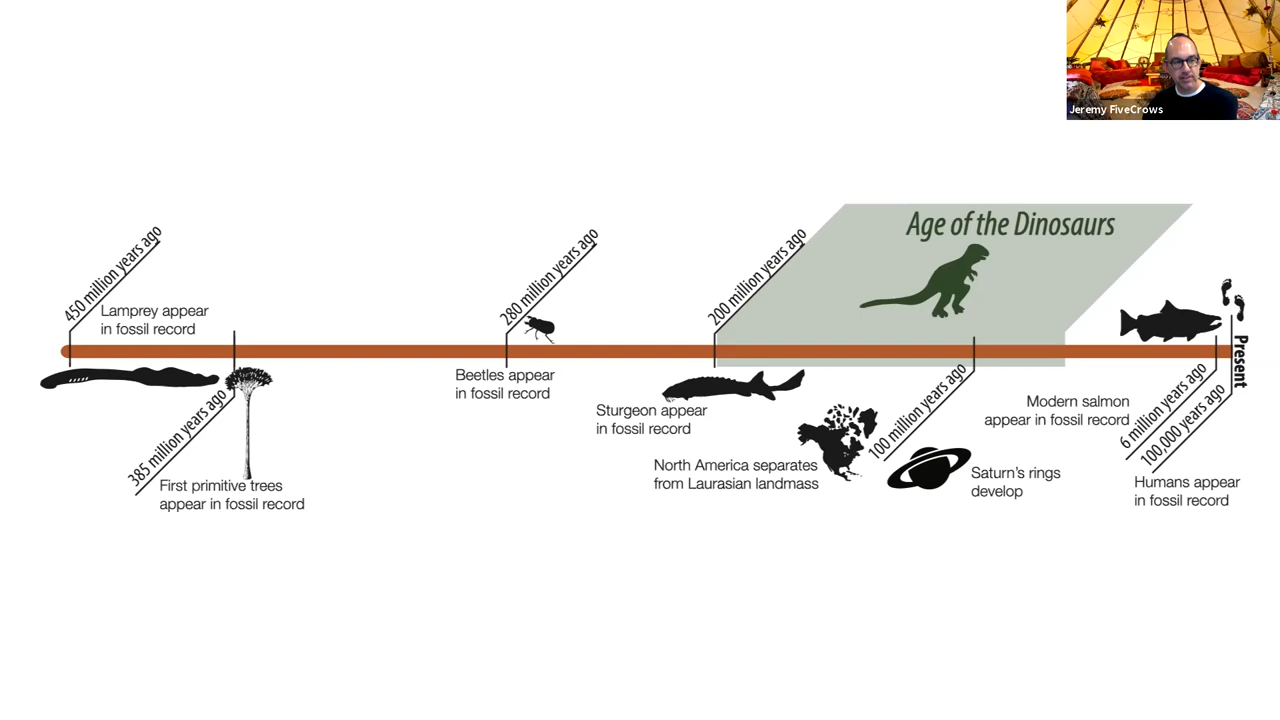 Jeremy FiveCrows
Age of the Dinosaurs
450 million years ago
Lamprey appear
in fossil record
385 million years ago
First primitive trees
appear in fossil record
280 million years ago
Beetles appear
in fossil record
200 million years ago
Sturgeon appear
in fossil record
North America separates
from Laurasian landmass
100 million years ago
Saturn's rings
develop
Modern salmon
appear in fossil record
6 million years ago
100,000 years ago
Humans appear
in fossil record
Present